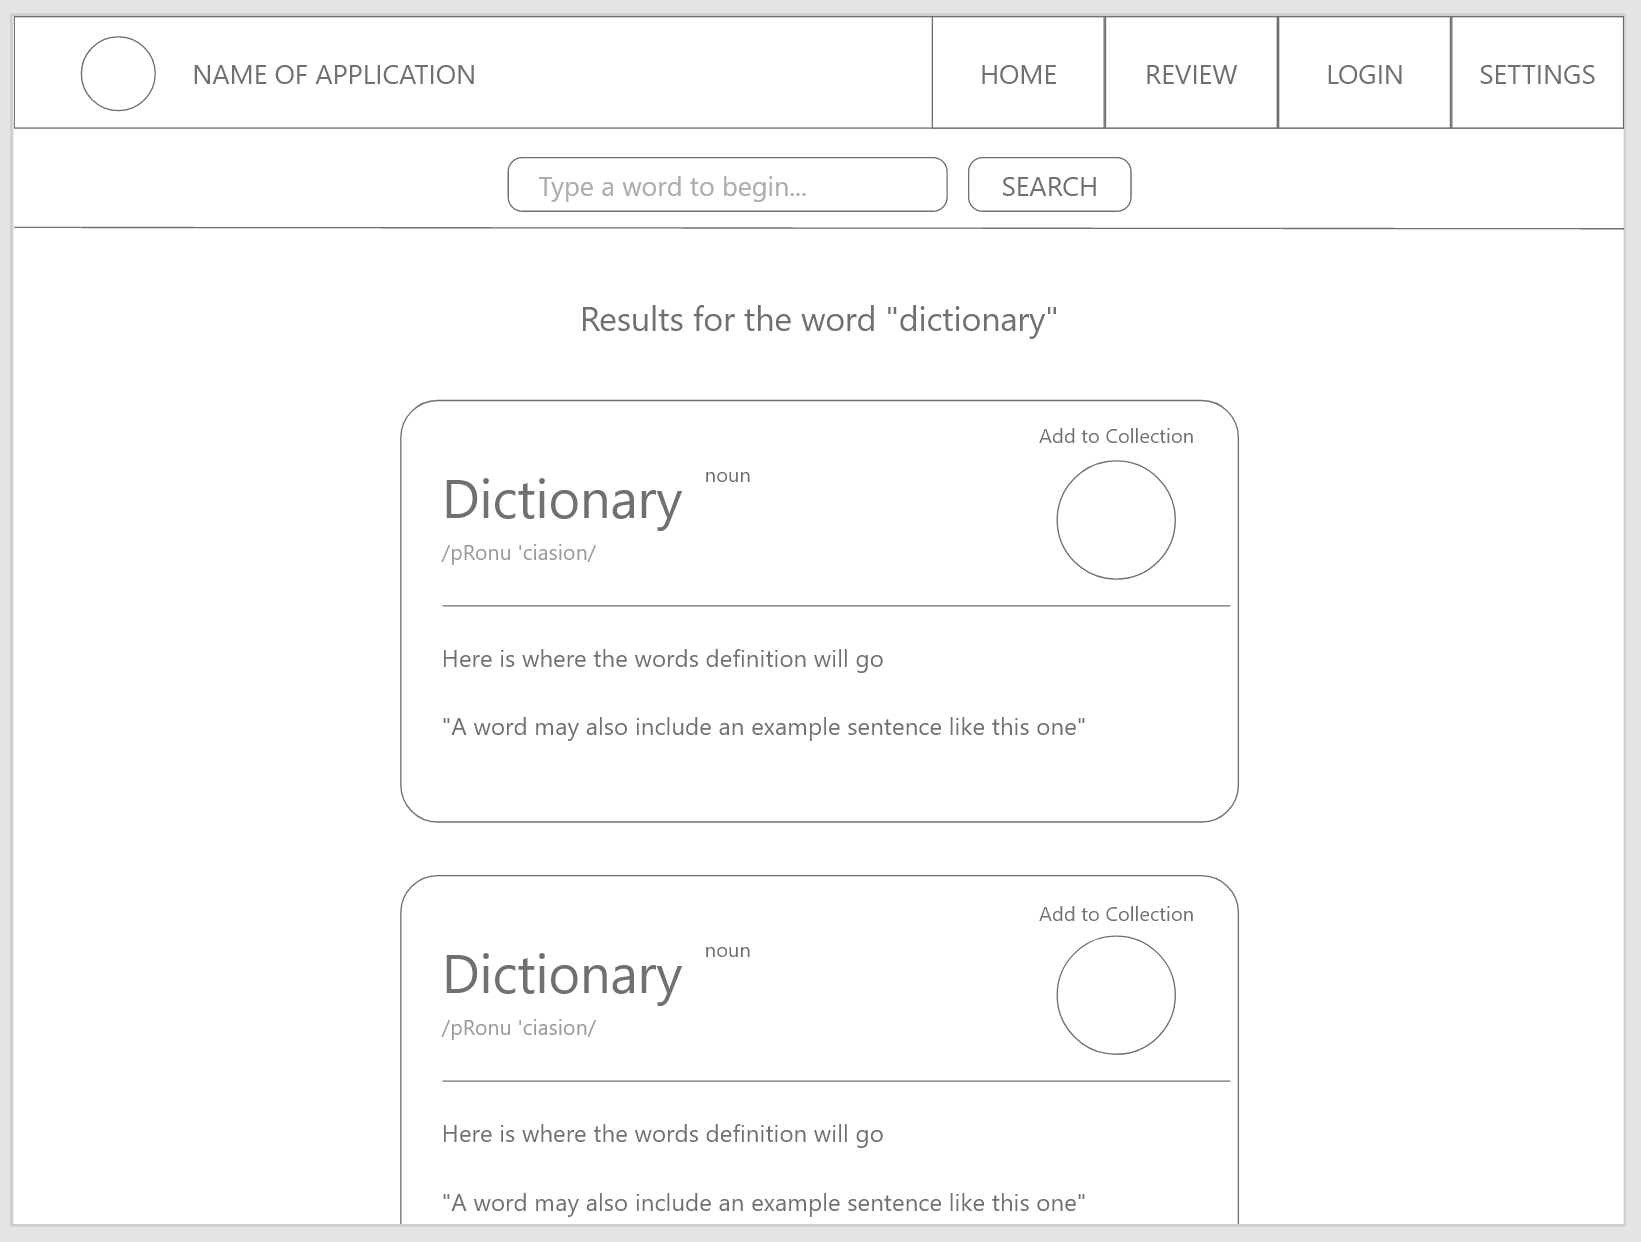 NAME OF APPLICATION
HOME
REVIEW
LOGIN
SETTINGS
Type a word to begin...
SEARCH
Results for the word "dictionary"
Add to Collection
Dictionary noun
/pRonu 'ciasion/
Here is where the words definition will go
"A word may also include an example sentence like this one"
Add to Collection
Dictionary noun
/pRonu 'ciasion/
Here is where the words definition will go
"A word may also include an example sentence like this one"